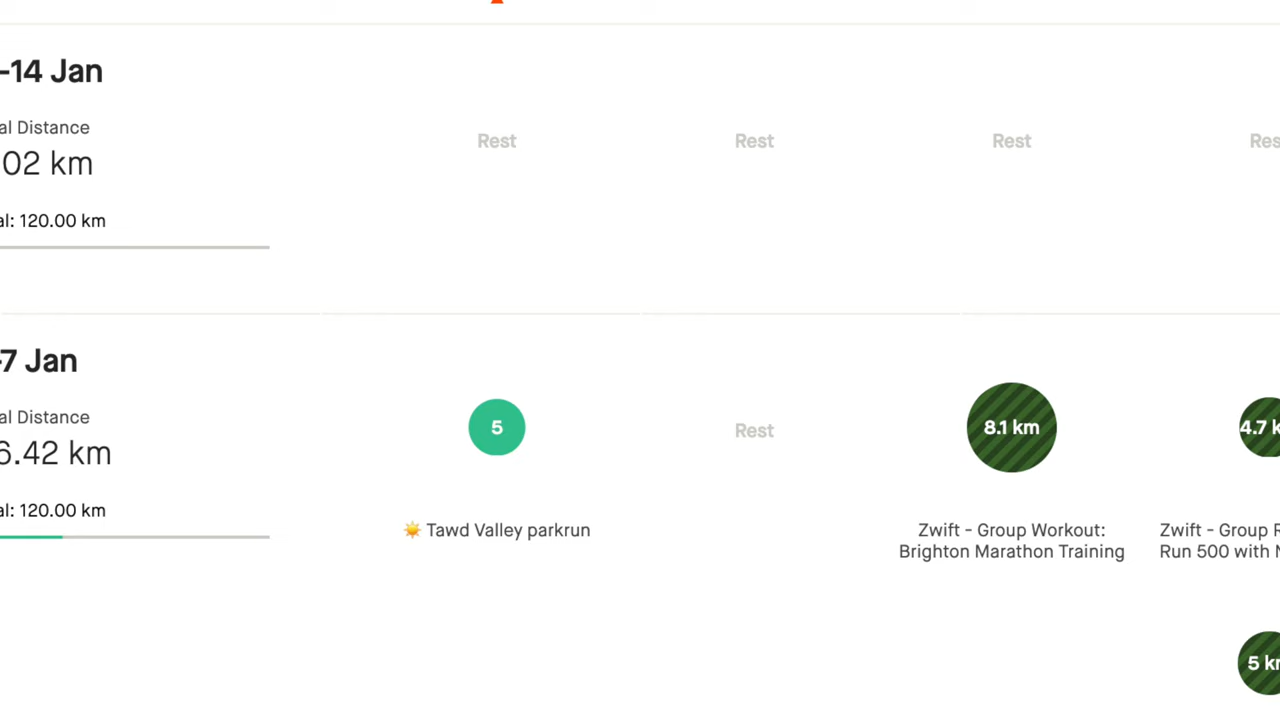 -14 Jan
al Distance
02 km
al: 120.00 km
Rest
Rest
Rest
Res
-7 Jan
al Distance
6.42 km
al: 120.00 km
5
Rest
8.1 km
4.7 k
Tawd Valley parkrun
Zwift - Group Workout:
Brighton Marathon Training
Zwift - Group R
Run 500 with
5 k